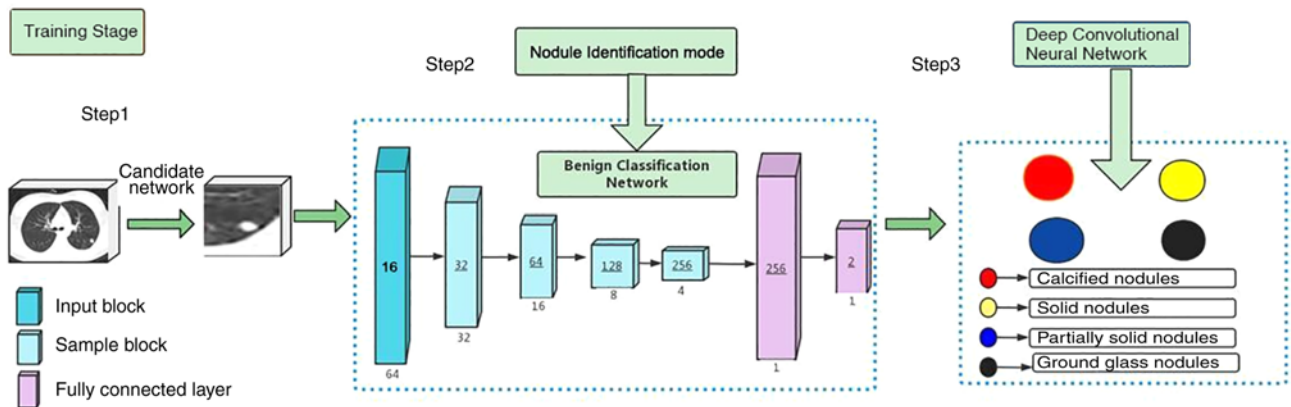 Training Stage
Step1
Candidate
network
Input block
Sample block
Fully connected layer
Step2
Nodule Identification mode
Benign Classification
Network
16
64
32
32
64
16
128
8
256
4
256
1
2
1
Step3
Deep Convolutional
Neural Network
Calcified nodules
Solid nodules
Partially solid nodules
Ground glass nodules